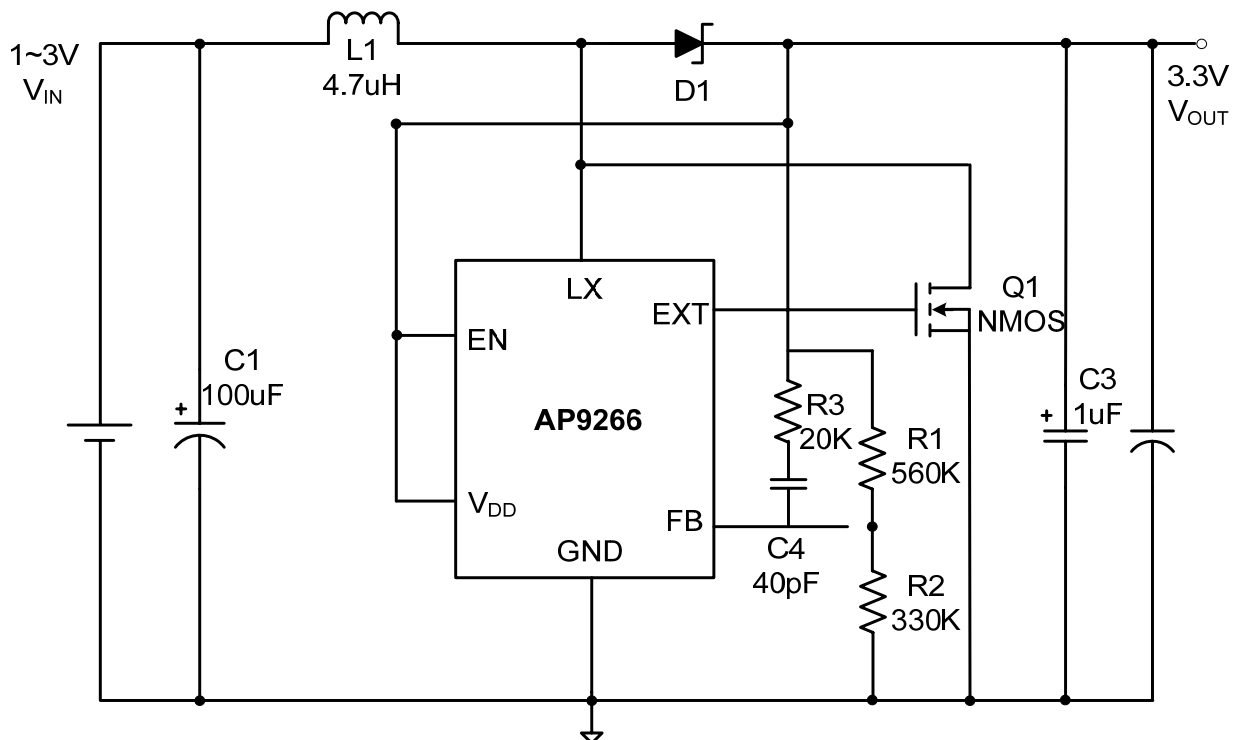 1~3V
VIN
L1
4.7uH
D1
3.3V
VOUT
LX
EXT
Q1
NMOS
EN
C1
+
100uF
AP9266
R3
20K
R1
560K
C3
+
1uF
VDD
FB
GND
C4
40pF
R2
330K